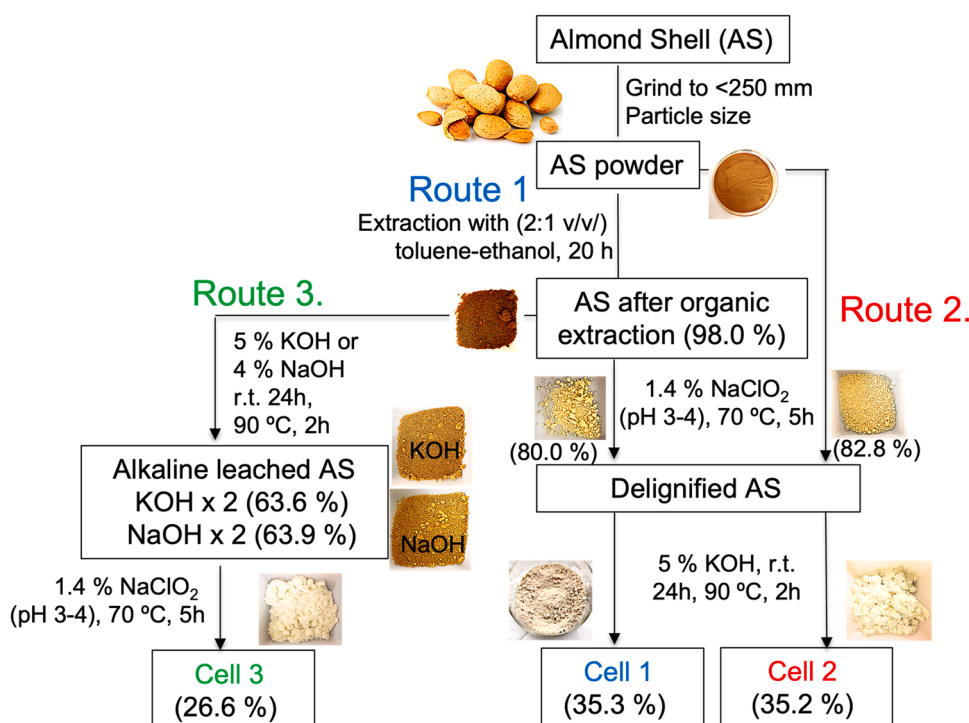 Almond Shell (AS)
Grind to <250 mm
Particle size
AS powder
Route 1
Extraction with (2:1 v/v/)
toluene-ethanol, 20 h
Route 3.
AS after organic
extraction (98.0 %)
Route 2.
5 % KOH or
4 % NaOH
r.t. 24h,
90 ºC, 2h
1.4 % NaClO₂
(pH 3-4), 70 ºC, 5h
(80.0 %)
(82.8 %)
KOH
Alkaline leached AS
KOH x 2 (63.6 %)
NaOH x 2 (63.9 %)
NaOH
Delignified AS
1.4 % NaClO₂
(pH 3-4), 70 ºC, 5h
5 % KOH, r.t.
24h, 90 ºC, 2h
Cell 3
(26.6 %)
Cell 1
(35.3 %)
Cell 2
(35.2 %)